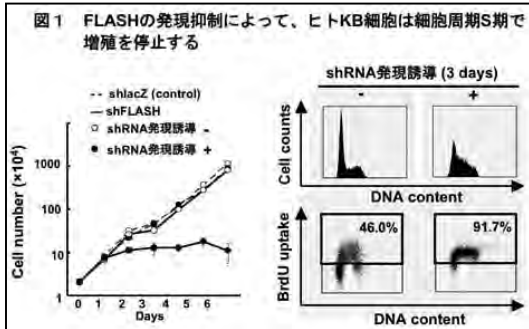 図1 FLASHの発現抑制によって、ヒトKB細胞は細胞周期S期で
増殖を停止する
shlacZ (control)
shFLASH
shRNA発現誘導 -
shRNA発現誘導 +
Cell number (×10⁴)
1000
100
10
1
0 1 2 3 4 5 6
Days
shRNA発現誘導 (3 days)
- +
Cell counts
DNA content
BrdU uptake
46.0% 91.7%
DNA content